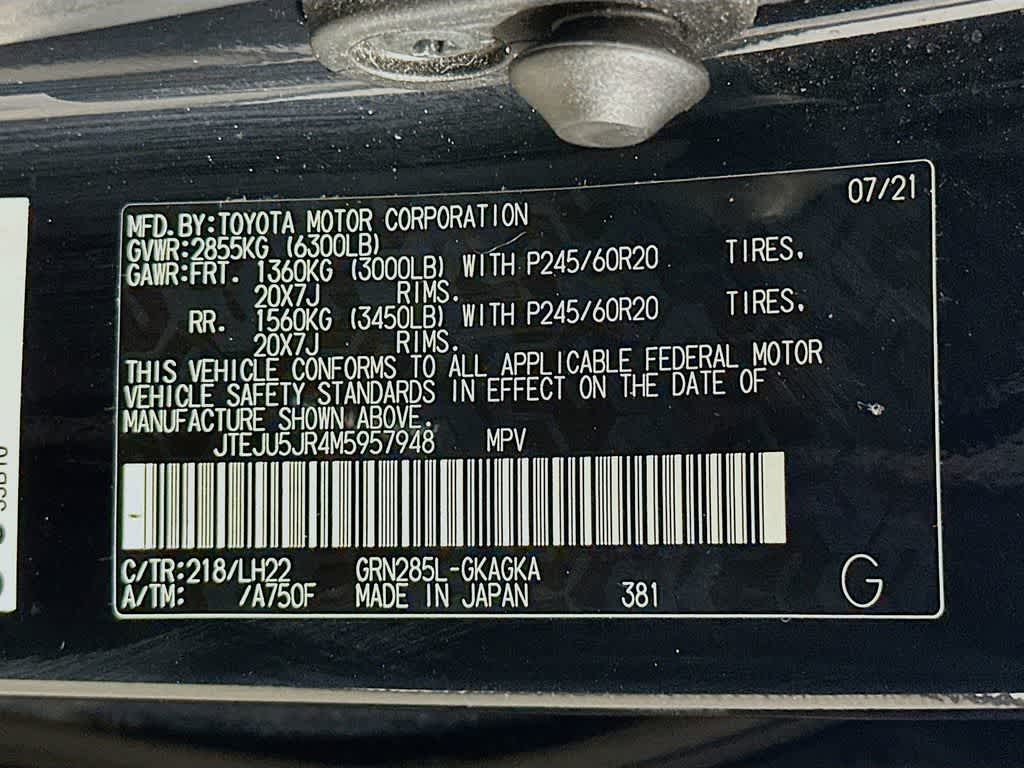 07/21
MFD.BY:TOYOTA MOTOR CORPORATION
GVWR:2855KG (6300LB)
GAWR:FRT. 1360KG (3000LB) WITH P245/60R20 TIRES.
20X7J RIMS.
RR. 1560KG (3450LB) WITH P245/60R20 TIRES.
20X7J RIMS.
THIS VEHICLE CONFORMS TO ALL APPLICABLE FEDERAL MOTOR
VEHICLE SAFETY STANDARDS IN EFFECT ON THE DATE OF
MANUFACTURE SHOWN ABOVE.
JTEJU5JR4M5957948 MPV
C/TR:218/LH22 GRN285L-GKAGKA
A/TM: /A750F MADE IN JAPAN 381
G